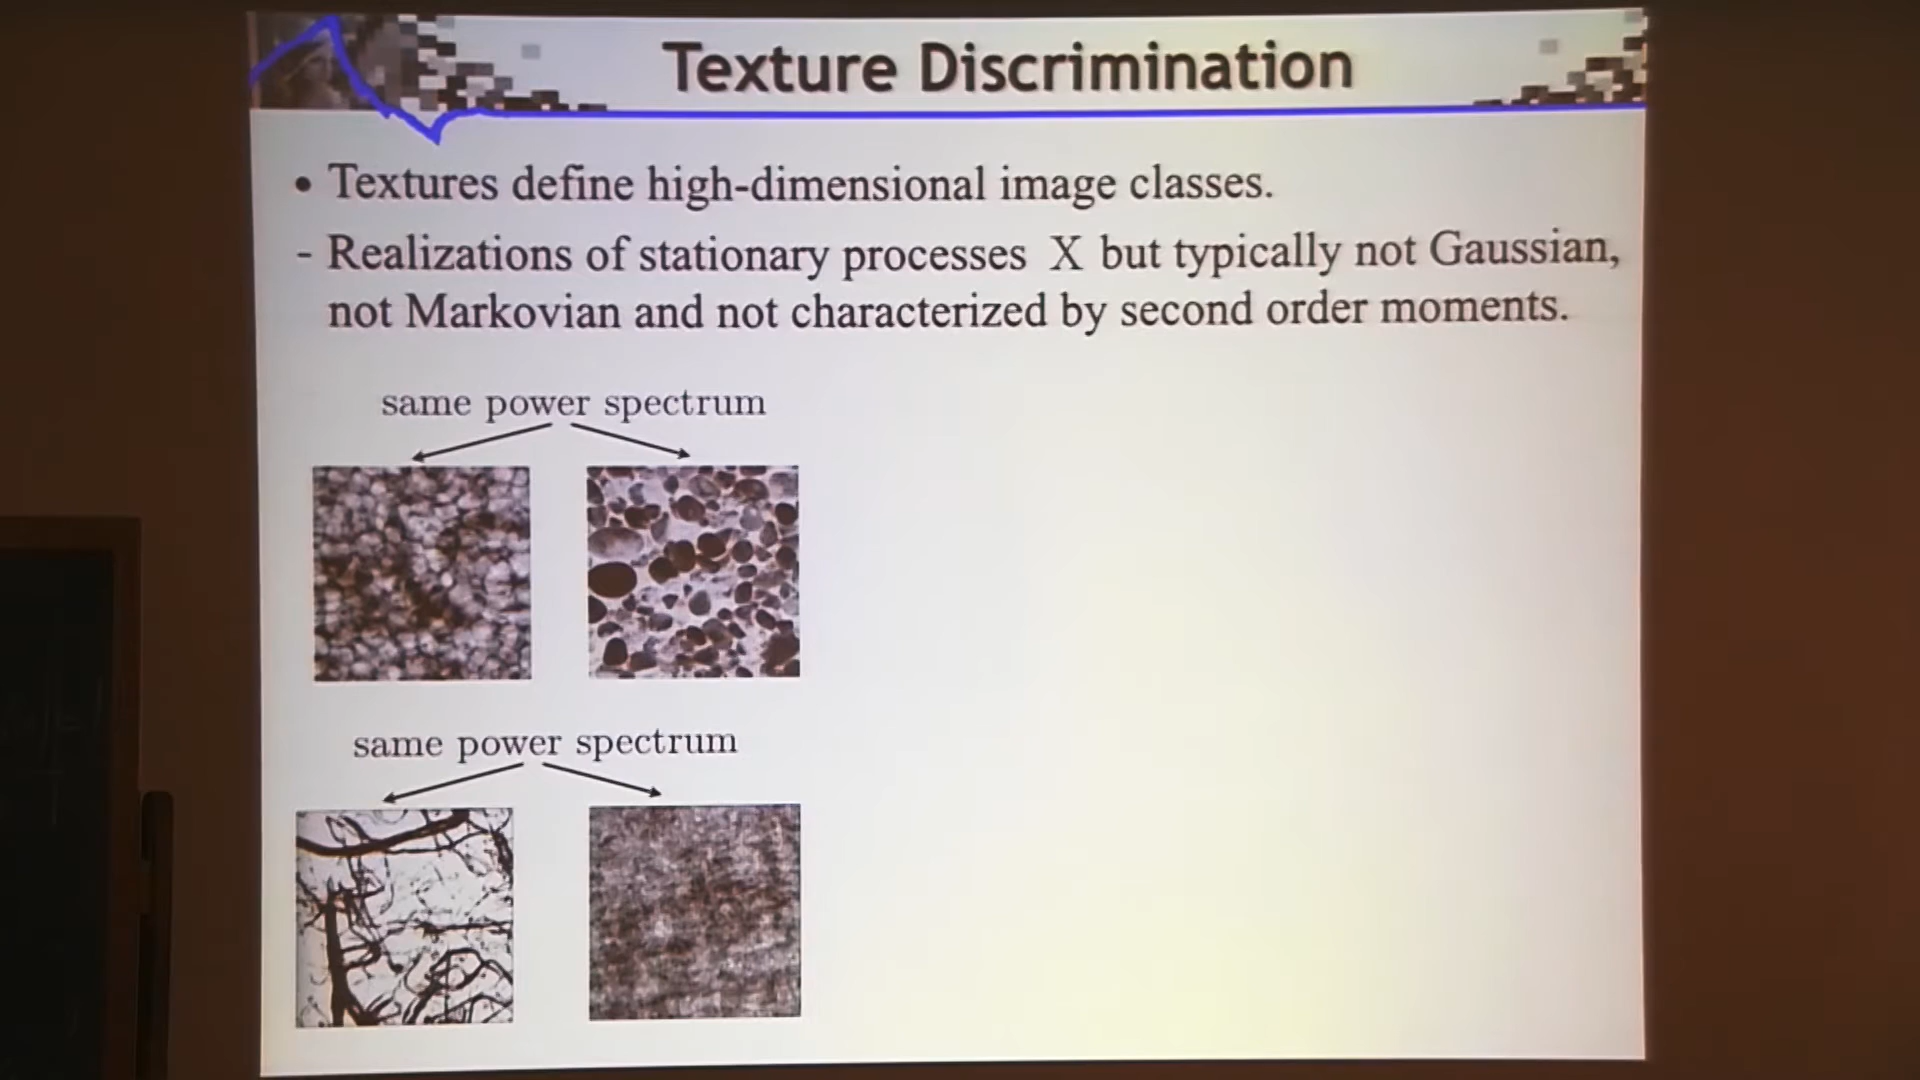 Texture Discrimination
• Textures define high-dimensional image classes.
- Realizations of stationary processes X but typically not Gaussian,
not Markovian and not characterized by second order moments.
same power spectrum
same power spectrum